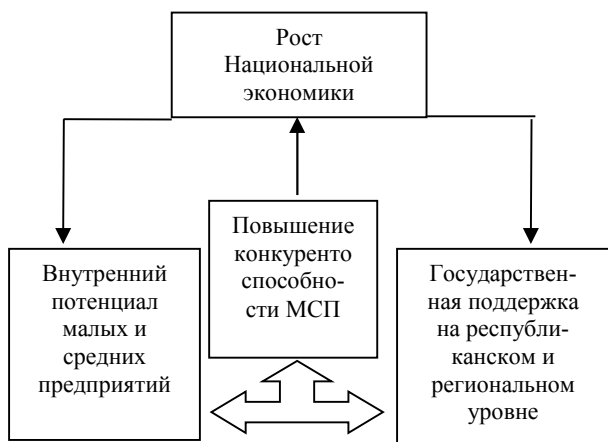 Рост
Национальной
экономики
Повышение
конкуренто
способно-
сти МСП
Внутренний
потенциал
малых и
средних
предприятий
Государствен-
ная поддержка
на республи-
канском и
региональном
уровне